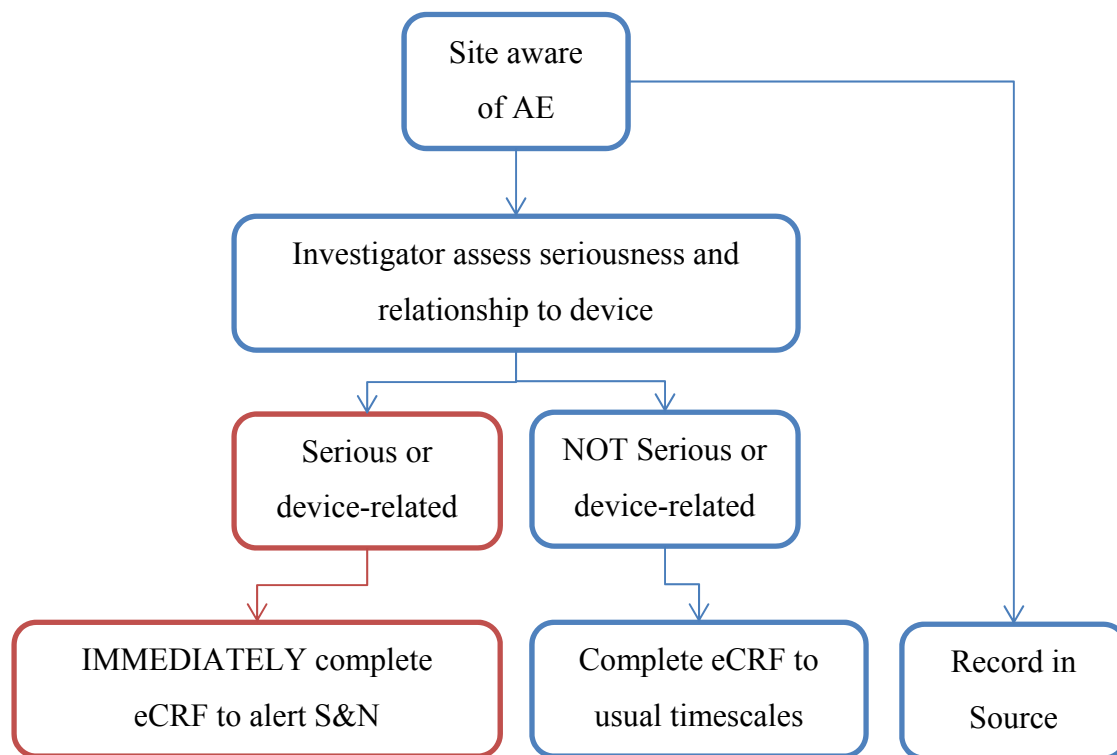 Site aware
of AE
Investigator assess seriousness and
relationship to device
Serious or
device-related
NOT Serious or
device-related
IMMEDIATELY complete
eCRF to alert S&N
Complete eCRF to
usual timescales
Record in
Source